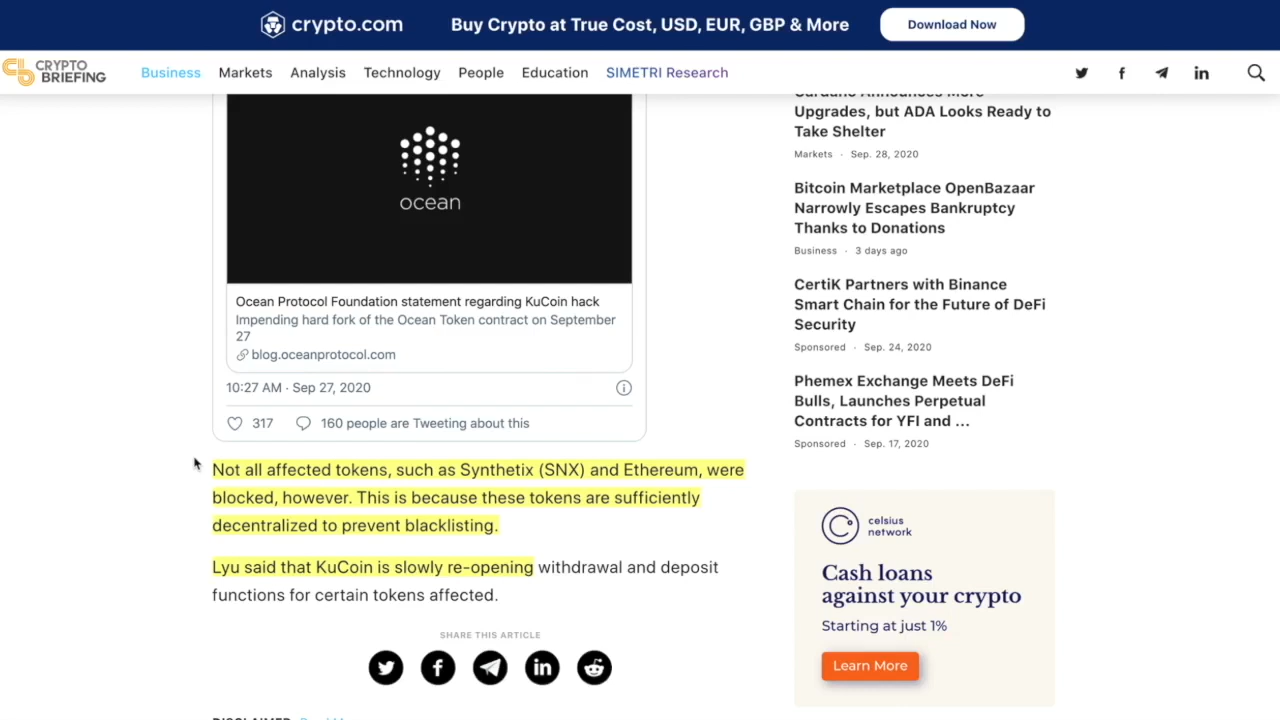 crypto.com
Buy Crypto at True Cost, USD, EUR, GBP & More
Download Now
CRYPTO
BRIEFING
Business Markets Analysis Technology People Education SIMETRI Research
ocean
Ocean Protocol Foundation statement regarding KuCoin hack
Impending hard fork of the Ocean Token contract on September
27
blog.oceanprotocol.com
10:27 AM · Sep 27, 2020
317 160 people are Tweeting about this
Not all affected tokens, such as Synthetix (SNX) and Ethereum, were
blocked, however. This is because these tokens are sufficiently
decentralized to prevent blacklisting.
Lyu said that KuCoin is slowly re-opening withdrawal and deposit
functions for certain tokens affected.
SHARE THIS ARTICLE
Cardano Announces More
Upgrades, but ADA Looks Ready to
Take Shelter
Markets · Sep. 28, 2020
Bitcoin Marketplace OpenBazaar
Narrowly Escapes Bankruptcy
Thanks to Donations
Business · 3 days ago
CertiK Partners with Binance
Smart Chain for the Future of DeFi
Security
Sponsored · Sep. 24, 2020
Phemex Exchange Meets DeFi
Bulls, Launches Perpetual
Contracts for YFI and ...
Sponsored · Sep. 17, 2020
celsius
network
Cash loans
against your crypto
Starting at just 1%
Learn More